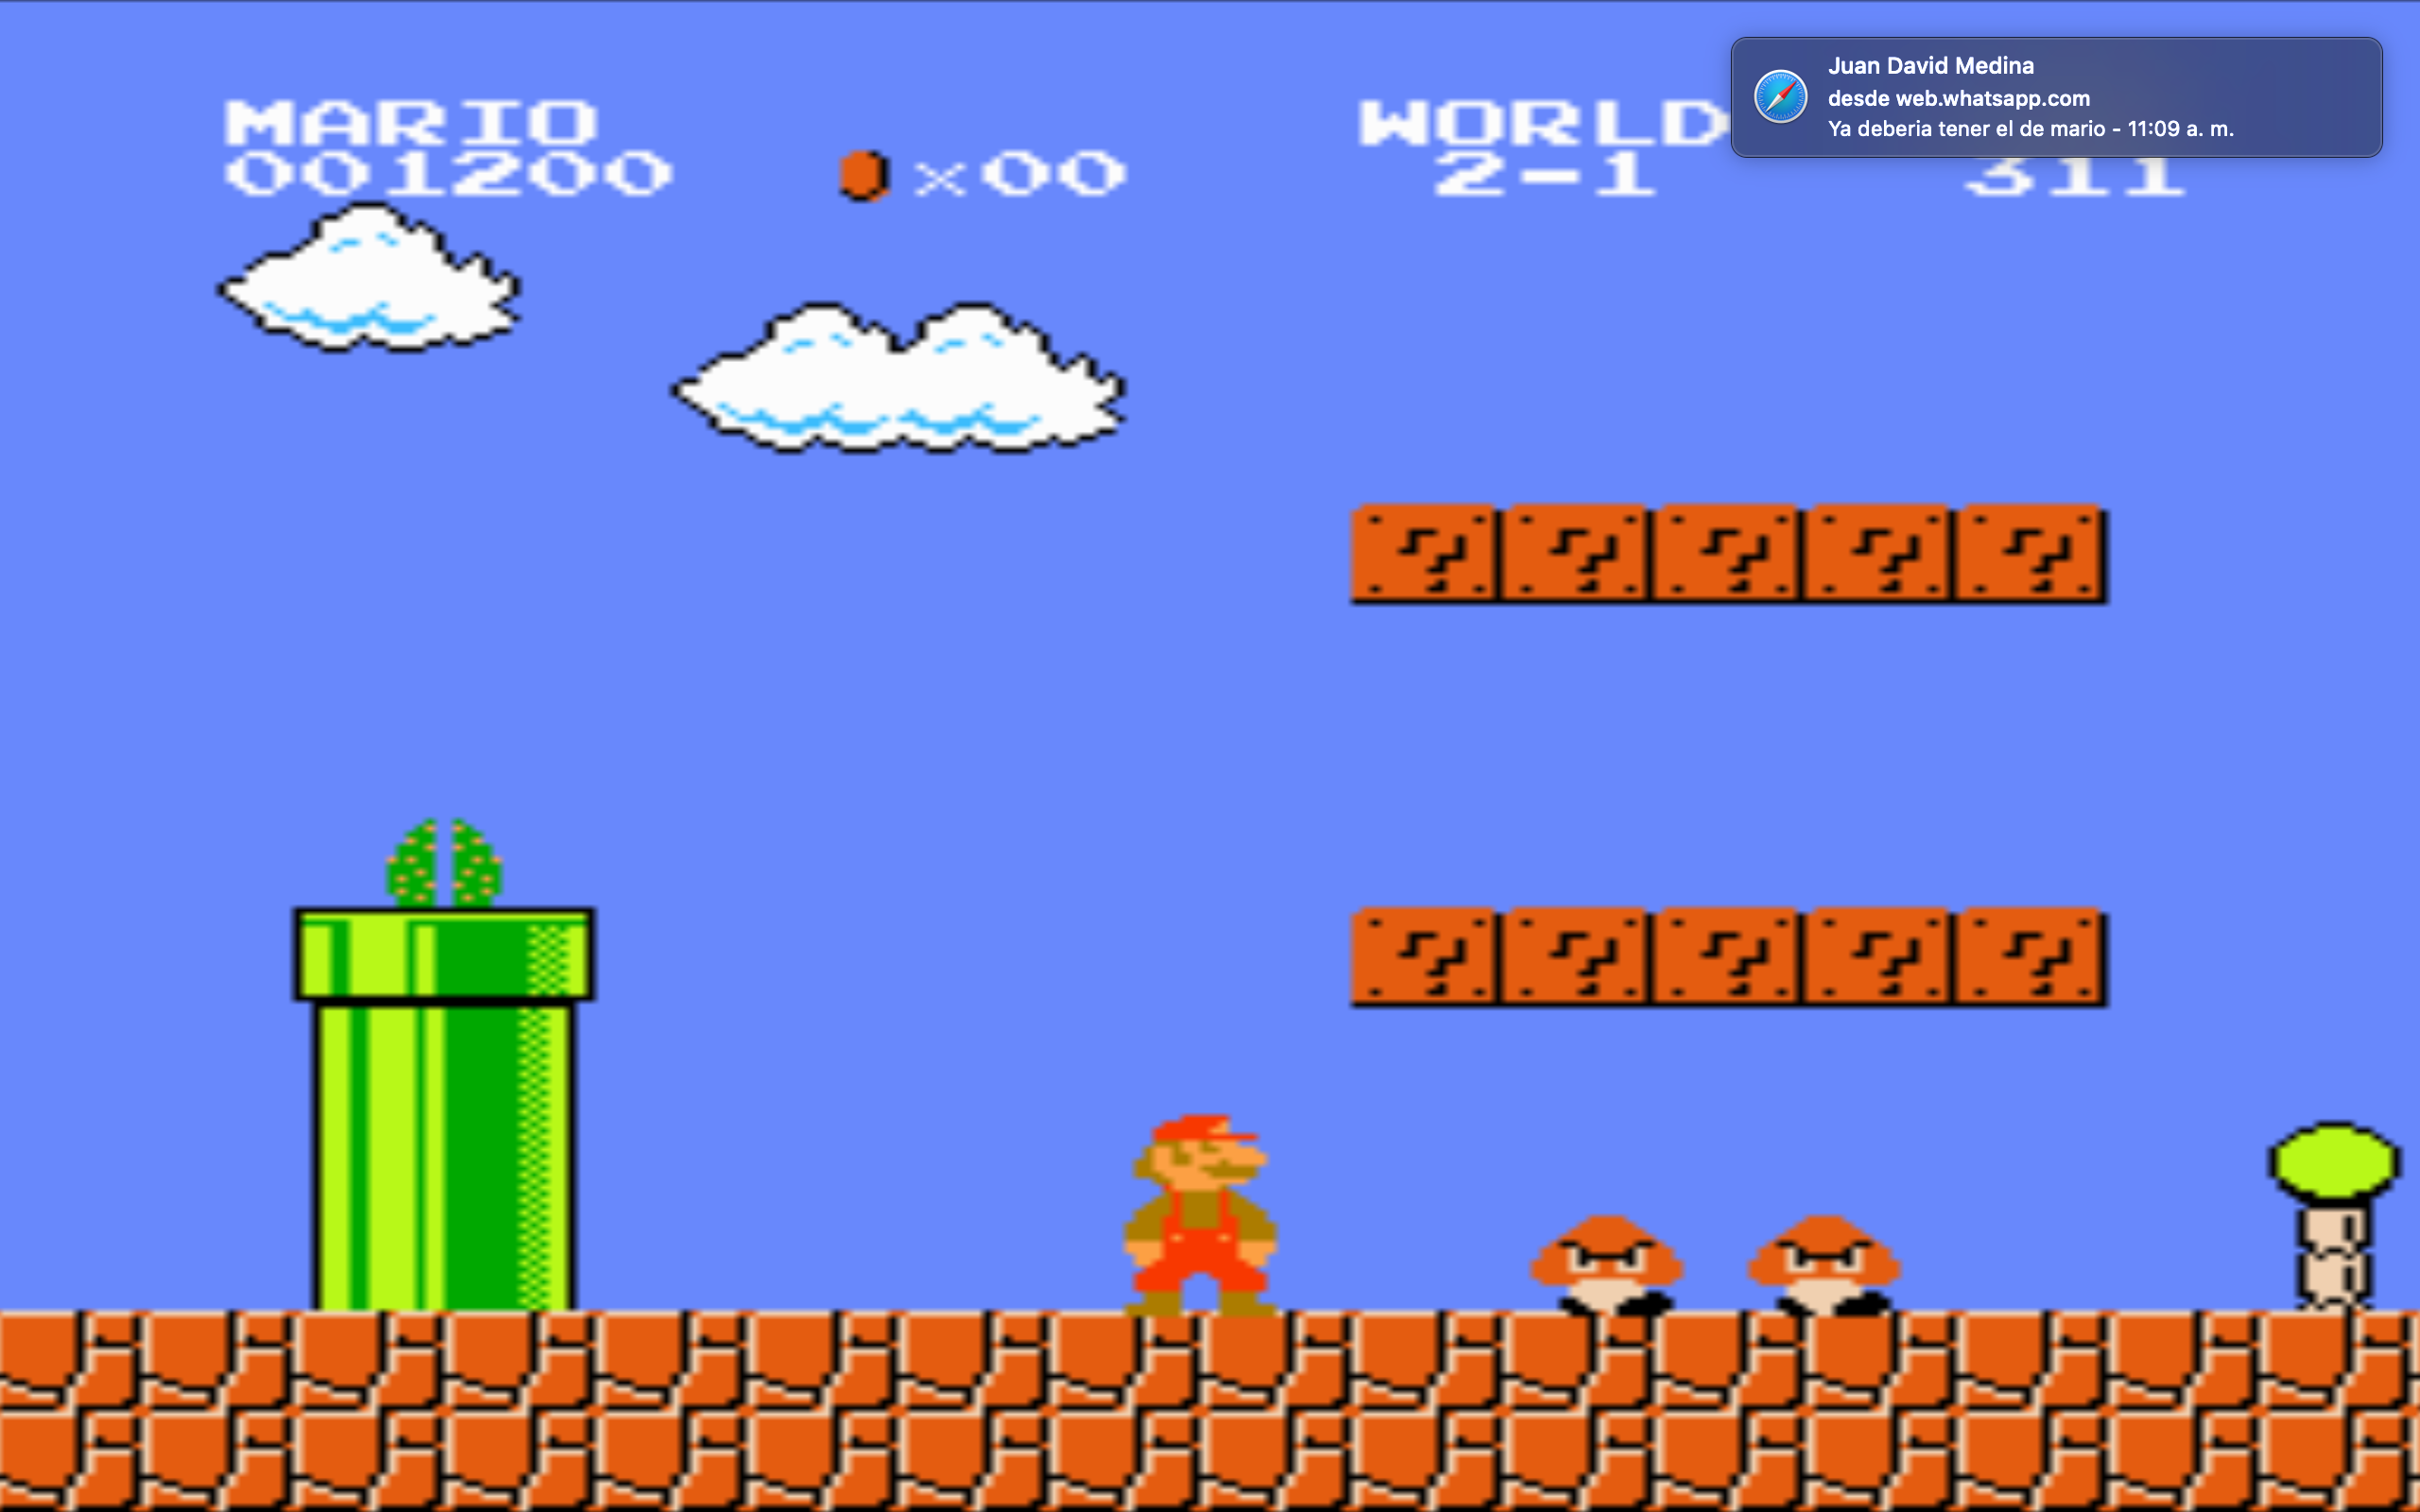 MARIO
001200
×00
WORLD
2-1
311
Juan David Medina
desde web.whatsapp.com
Ya deberia tener el de mario - 11:09 a. m.
? ? ? ? ?
? ? ? ? ?